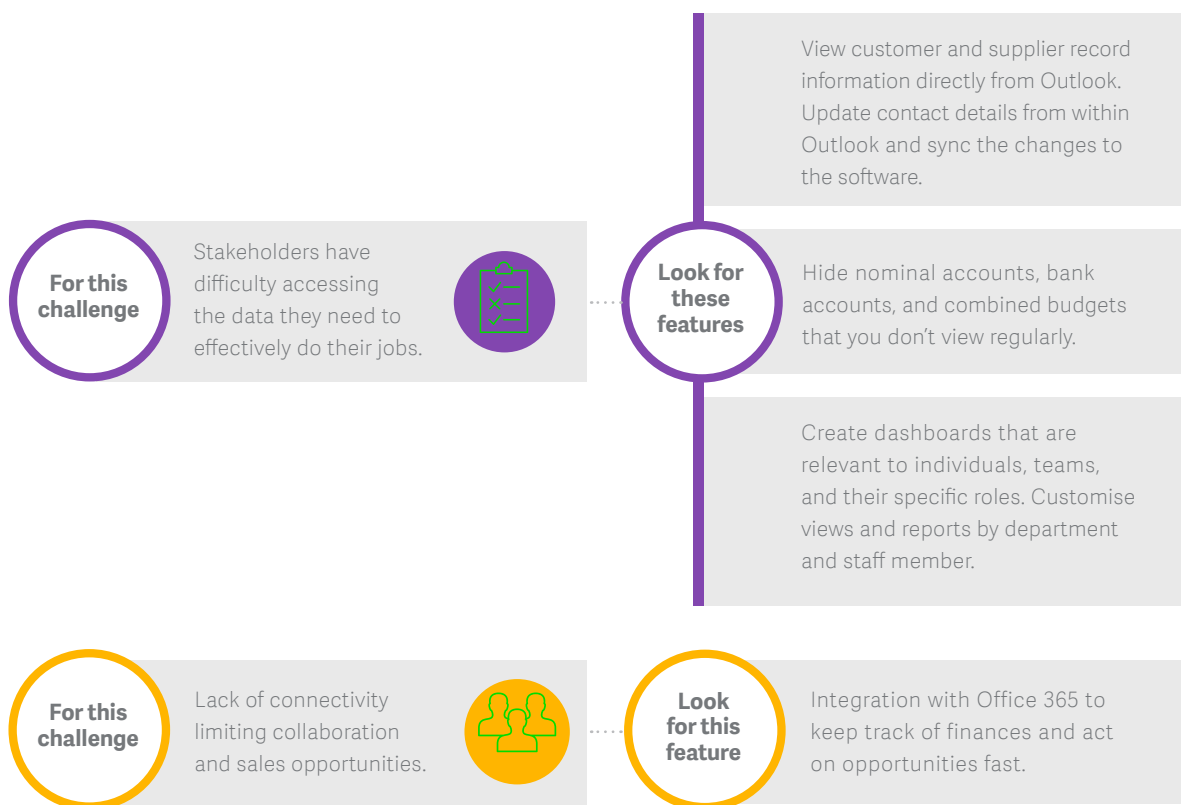 For this
challenge
Stakeholders have
difficulty accessing
the data they need to
effectively do their jobs.
Look for
these
features
View customer and supplier record
information directly from Outlook.
Update contact details from within
Outlook and sync the changes to
the software.
Hide nominal accounts, bank
accounts, and combined budgets
that you don’t view regularly.
Create dashboards that are
relevant to individuals, teams,
and their specific roles. Customise
views and reports by department
and staff member.
For this
challenge
Lack of connectivity
limiting collaboration
and sales opportunities.
Look
for this
feature
Integration with Office 365 to
keep track of finances and act
on opportunities fast.